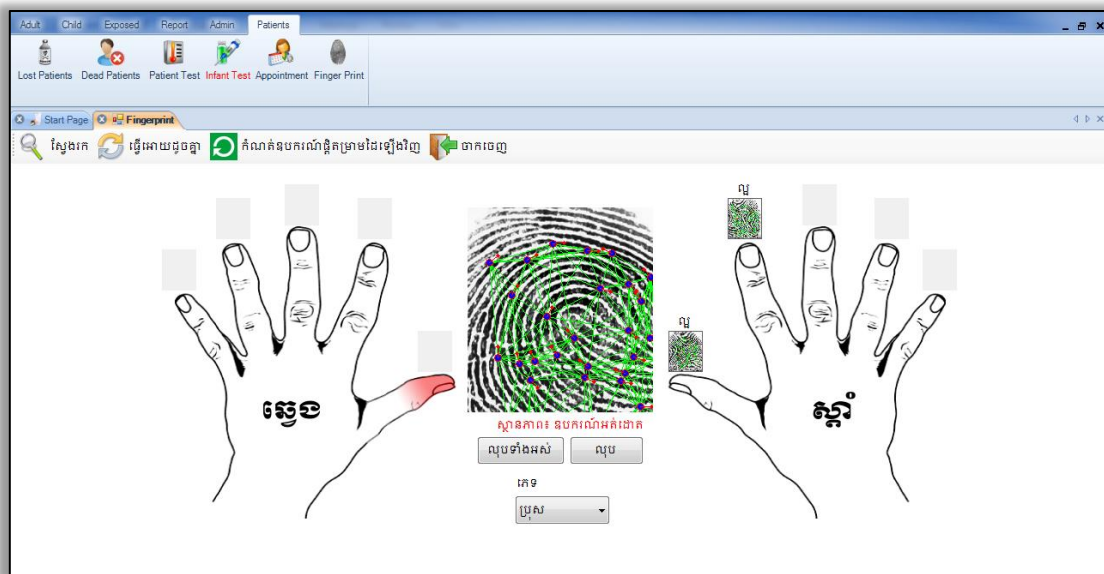 Adult Child Exposed Report Admin Patients
Lost Patients Dead Patients Patient Test Infant Test Appointment Finger Print
Start Page Fingerprint
ស្វែងរក ធ្វើអោយដូចគ្នា កំណត់ឧបករណ៍ផ្តិតម្រាមដៃឡើងវិញ ចាកចេញ
ល្អ
ល្អ
ឆ្វេង
ស្តាំ
ស្ថានភាព៖ ឧបករណ៍អត់ដោត
លុបទាំងអស់ លុប
ភេទ
ប្រុស